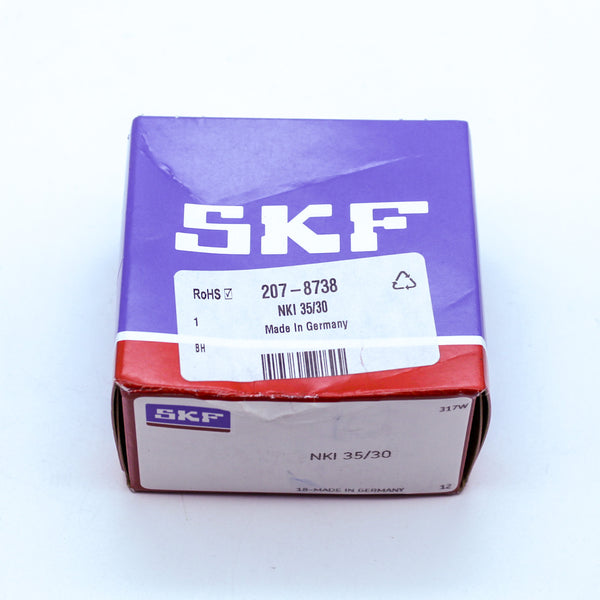 SKF
RoHS ☑ 207-8738
NKI 35/30
1
Made In Germany
BH
SKF
317W
NKI 35/30
18-MADE IN GERMANY
12